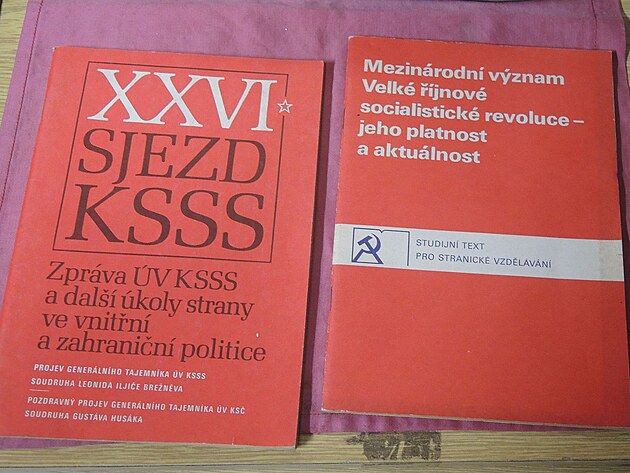 XXVI
SJEZD
KSSS
Zpráva ÚV KSSS
a další úkoly strany
ve vnitřní
a zahraniční politice
PROJEV GENERÁLNÍHO TAJEMNÍKA ÚV KSSS
SOUDRUHA LEONIDA ILJIČE BREŽNĚVA
POZDRAVNÝ PROJEV GENERÁLNÍHO TAJEMNÍKA ÚV KSČ
SOUDRUHA GUSTÁVA HUSÁKA
Mezinárodní význam
Velké říjnové
socialistické revoluce –
jeho platnost
a aktuálnost
STUDIJNÍ TEXT
PRO STRANICKÉ VZDĚLÁVÁNÍ